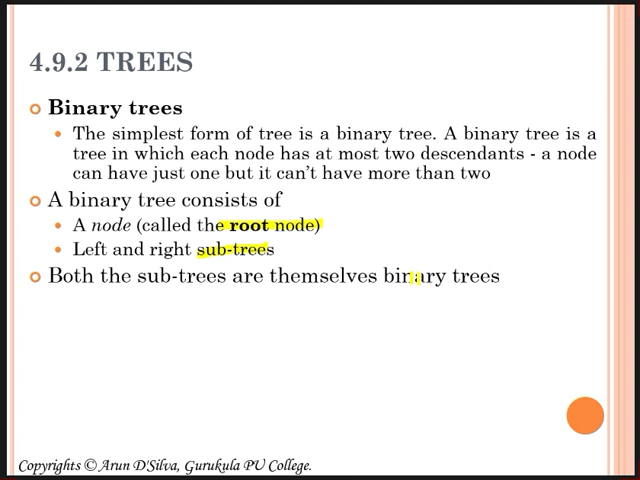 4.9.2 TREES
Binary trees
The simplest form of tree is a binary tree. A binary tree is a
tree in which each node has at most two descendants - a node
can have just one but it can't have more than two
A binary tree consists of
A node (called the root node)
Left and right sub-trees
Both the sub-trees are themselves binary trees
Copyrights © Arun D'Silva, Gurukula PU College.